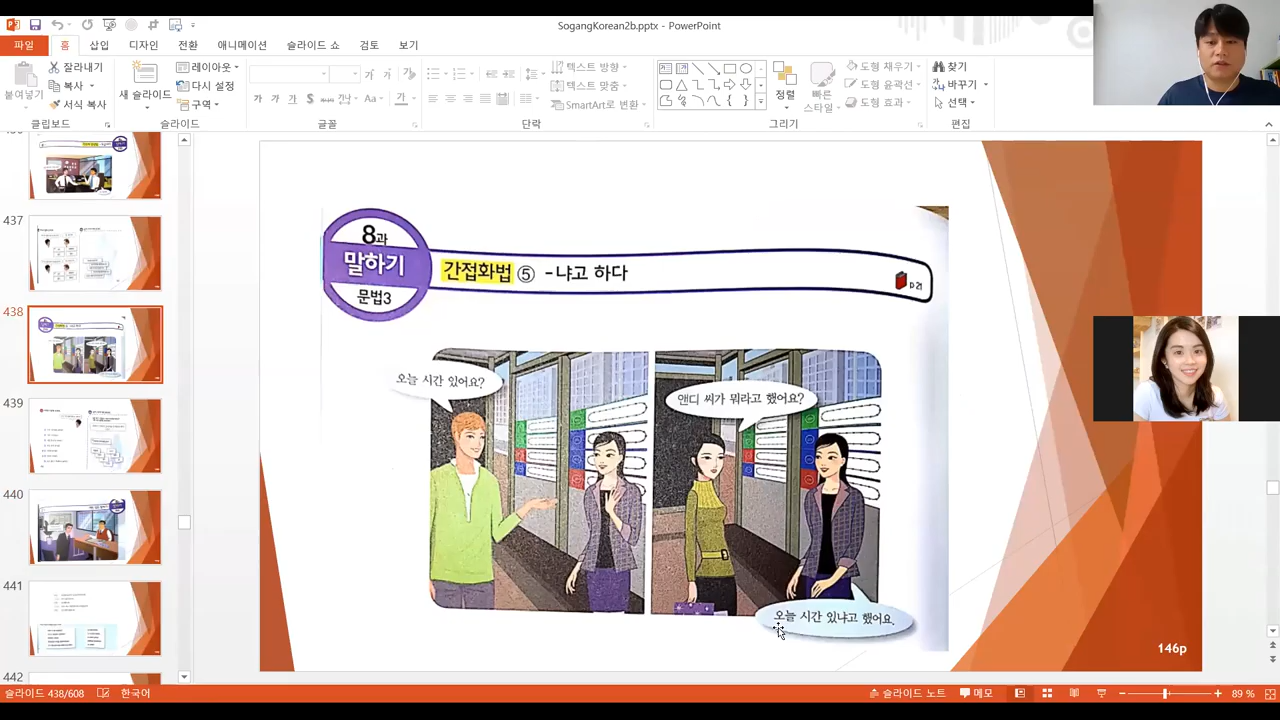 SogangKorean2b.pptx - PowerPoint
파일 홈 삽입 디자인 전환 애니메이션 슬라이드 쇼 검토 보기
붙여넣기
잘라내기
복사
서식 복사
클립보드
새 슬라이드
레이아웃
다시 설정
구역
슬라이드
가 가 가 S 가나 Aa 가
글꼴
텍스트 방향
텍스트 맞춤
SmartArt로 변환
단락
정렬
빠른
스타일
도형 채우기
도형 윤곽선
도형 효과
그리기
찾기
바꾸기
선택
편집
437
438
439
440
441
442
8과
말하기
문법3
간접화법 ⑤ -냐고 하다
P 21
오늘 시간 있어요?
앤디 씨가 뭐라고 했어요?
오늘 시간 있냐고 했어요.
146p
슬라이드 438/608 한국어
슬라이드 노트 메모 89 %